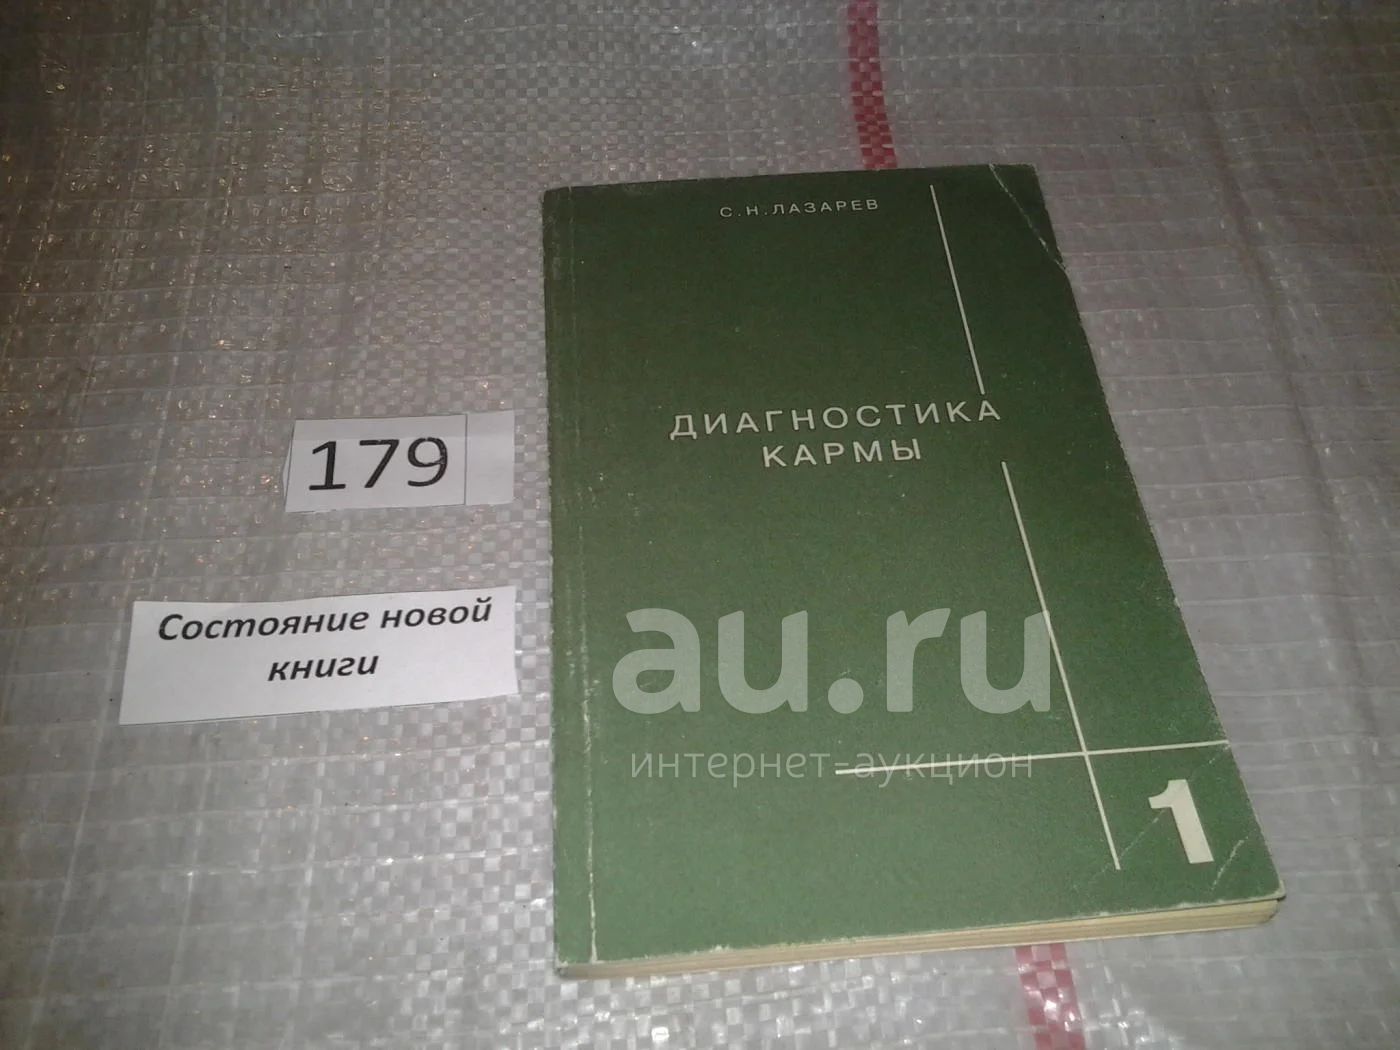 С.Н.ЛАЗАРЕВ
ДИАГНОСТИКА
КАРМЫ
179
Состояние новой
книги
au.ru
интернет-аукцион
1